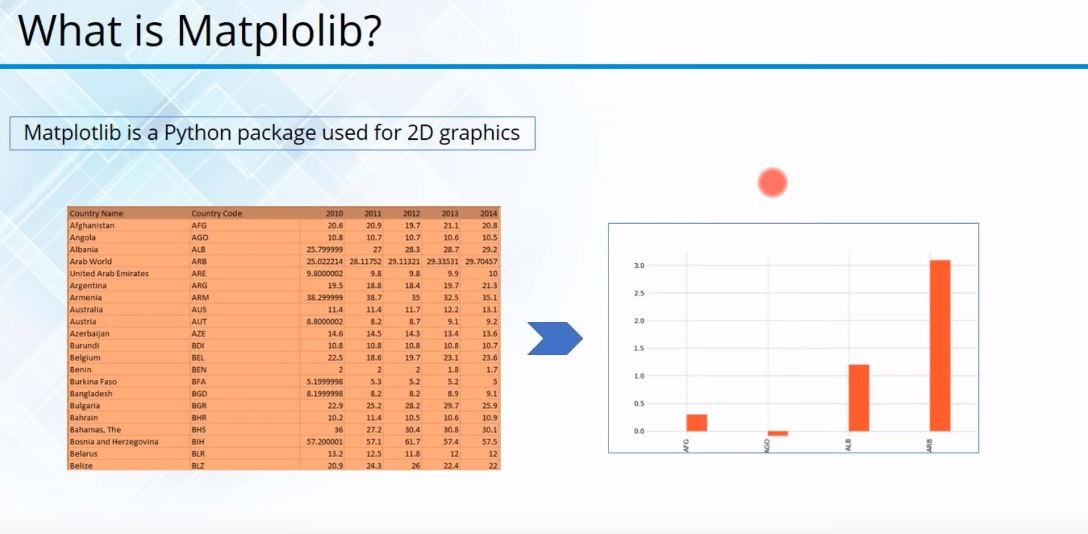 What is Matplolib?
Matplotlib is a Python package used for 2D graphics
Country Name Country Code 2010 2011 2012 2013 2014
Afghanistan AFG 20.6 20.9 19.7 21.1 20.8
Angola AGO 10.8 10.7 10.7 10.6 10.5
Albania ALB 25.799999 27 28.3 28.7 29.2
Arab World ARB 25.022214 28.11752 29.11321 29.33531 29.70457
United Arab Emirates ARE 9.8000002 9.8 9.8 9.9 10
Argentina ARG 19.5 18.8 18.4 19.7 21.3
Armenia ARM 38.299999 38.7 35 32.5 35.1
Australia AUS 11.4 11.4 11.7 12.2 13.1
Austria AUT 8.8000002 8.2 8.7 9.1 9.2
Azerbaijan AZE 14.6 14.5 14.3 13.4 13.6
Burundi BDI 10.8 10.8 10.8 10.8 10.7
Belgium BEL 22.5 18.6 19.7 23.1 23.6
Benin BEN 2 2 2 1.8 1.7
Burkina Faso BFA 5.1999998 5.3 5.2 5.2 5
Bangladesh BGD 8.1999998 8.2 8.2 8.9 9.1
Bulgaria BGR 22.9 25.2 28.2 29.7 25.9
Bahrain BHR 10.2 11.4 10.5 10.6 10.9
Bahamas, The BHS 36 27.2 30.4 30.8 30.1
Bosnia and Herzegovina BIH 57.200001 57.1 61.7 57.4 57.5
Belarus BLR 13.2 12.5 11.8 12 12
Belize BLZ 20.9 24.3 26 22.4 22
3.0
2.5
2.0
1.5
1.0
0.5
0.0
AFG AGO ALB ARB